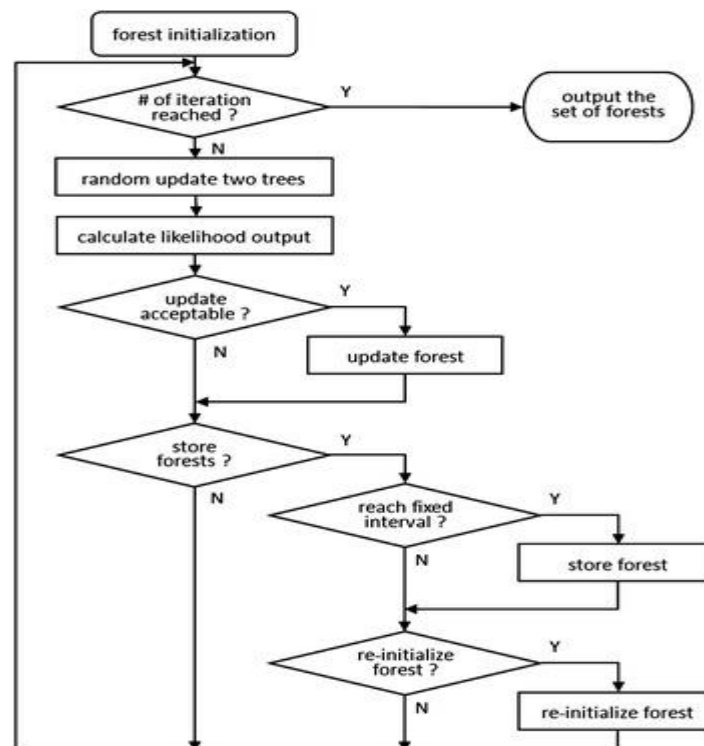 forest initialization
# of iteration
reached ?
Y
output the
set of forests
N
random update two trees
calculate likelihood output
update
acceptable ?
Y
N
update forest
store
forests ?
Y
N
reach fixed
interval ?
Y
N
store forest
re-initialize
forest ?
Y
N
re-initialize forest